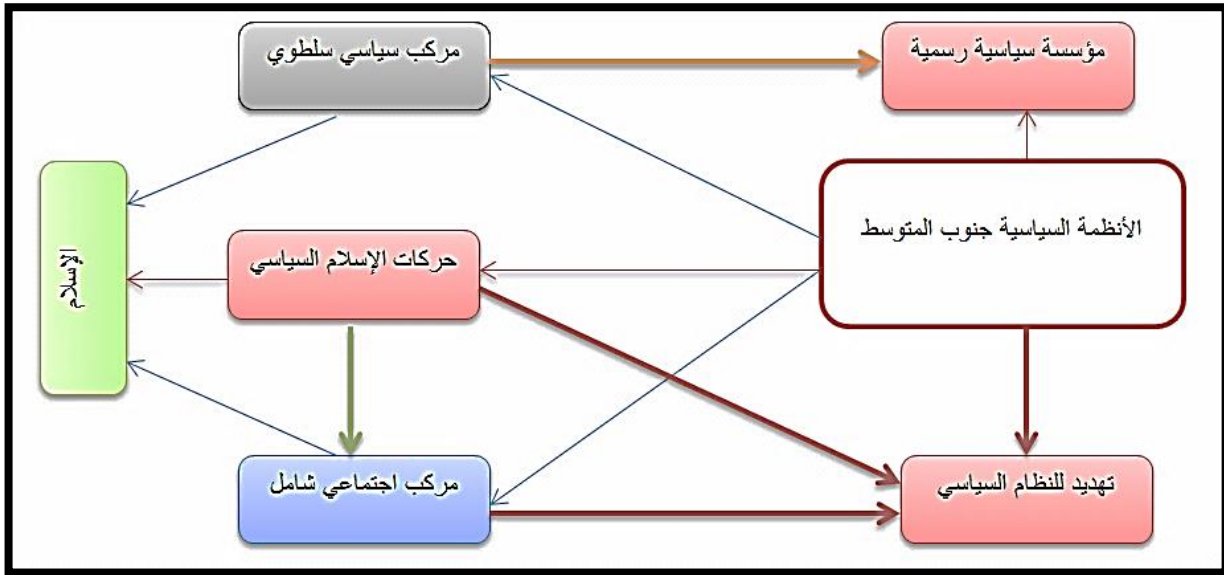 مؤسسة سياسية رسمية
مركب سياسي سلطوي
الأنظمة السياسية جنوب المتوسط
حركات الإسلام السياسي
الإسلام
تهديد للنظام السياسي
مركب اجتماعي شامل